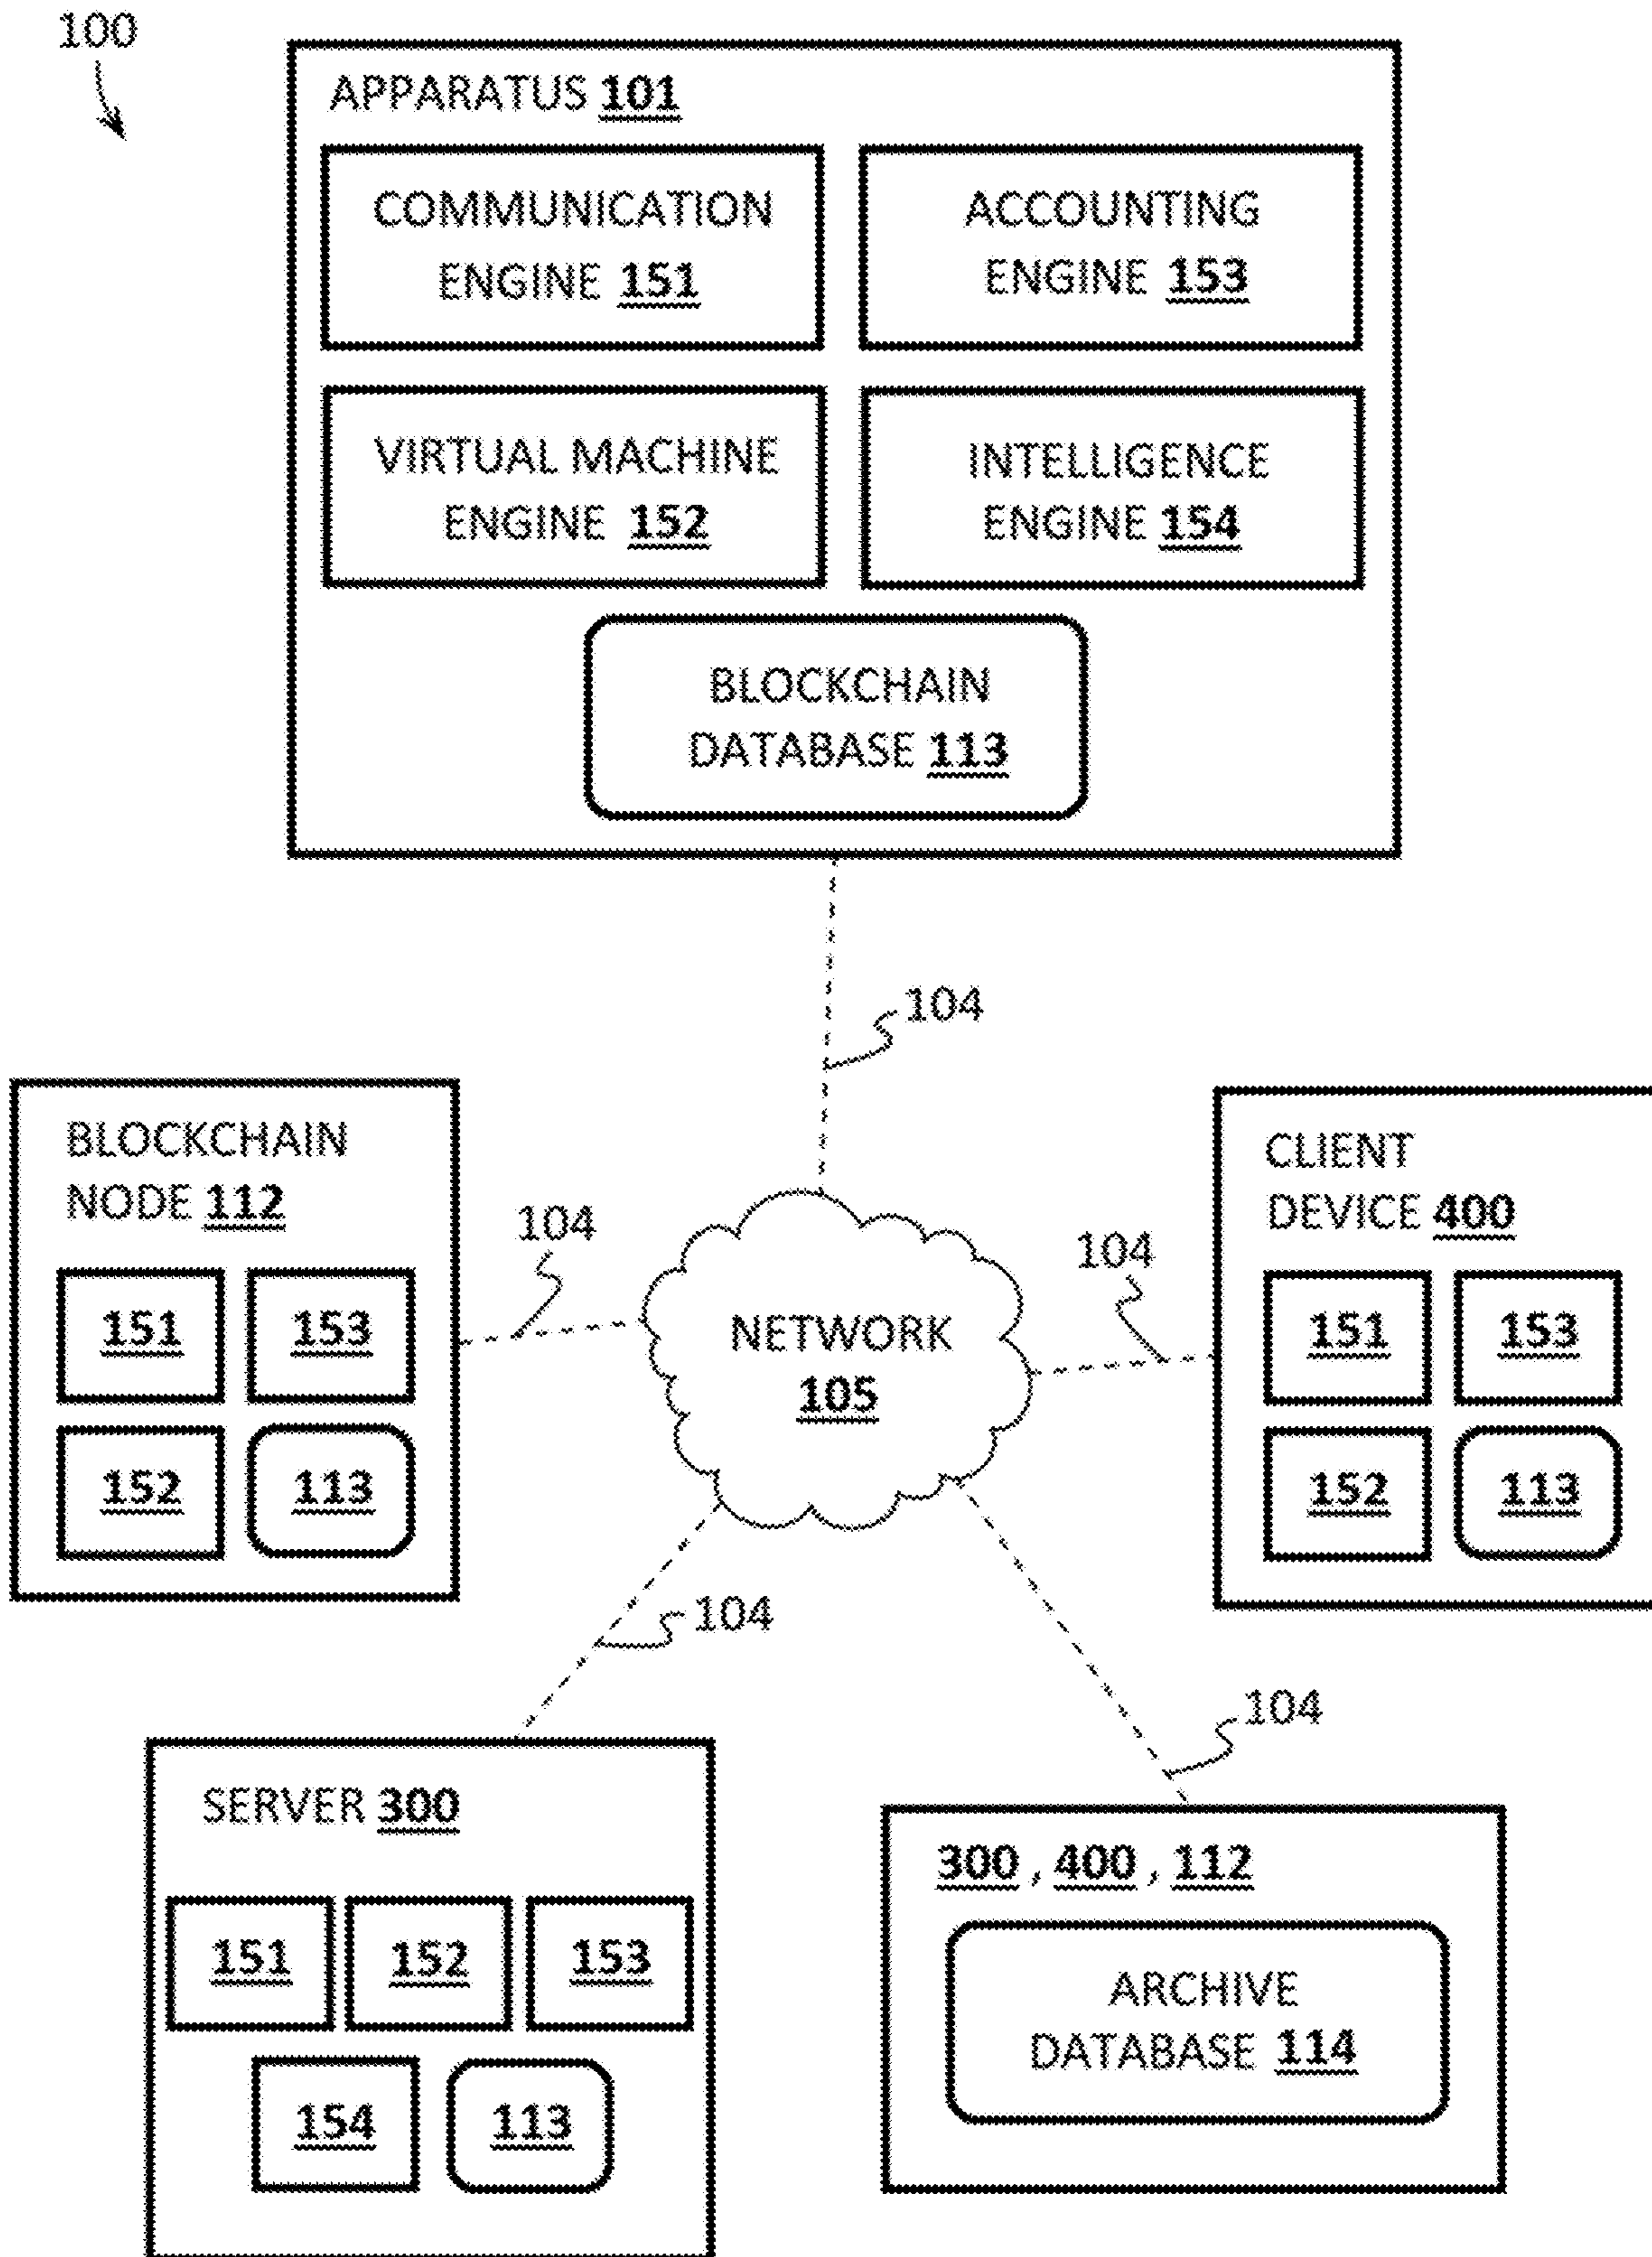 100
APPARATUS 101
COMMUNICATION
ENGINE 151
ACCOUNTING
ENGINE 153
VIRTUAL MACHINE
ENGINE 152
INTELLIGENCE
ENGINE 154
BLOCKCHAIN
DATABASE 113
104
BLOCKCHAIN
NODE 112
151
153
152
113
104
NETWORK
105
104
CLIENT
DEVICE 400
151
153
152
113
104
104
SERVER 300
151
152
153
154
113
300 , 400 , 112
ARCHIVE
DATABASE 114